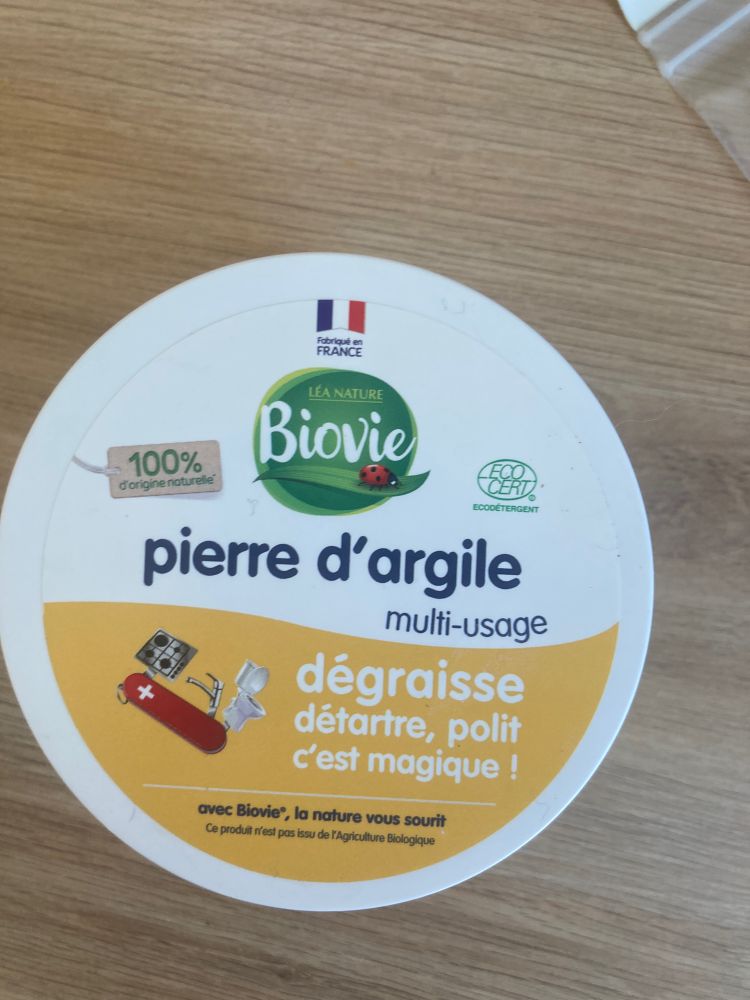 Fabriqué en
FRANCE
LÉA NATURE
Biovie
100%
d'origine naturelle
ECO
CERT
ECODÉTERGENT
pierre d'argile
multi-usage
dégraisse
détartre, polit
c'est magique !
avec Biovie®, la nature vous sourit
Ce produit n'est pas issu de l'Agriculture Biologique